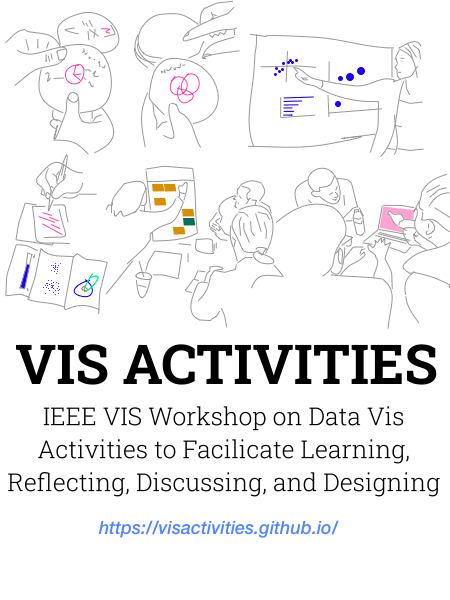 VIS ACTIVITIES
IEEE VIS Workshop on Data Vis
Activities to Facilicate Learning,
Reflecting, Discussing, and Designing
https://visactivities.github.io/